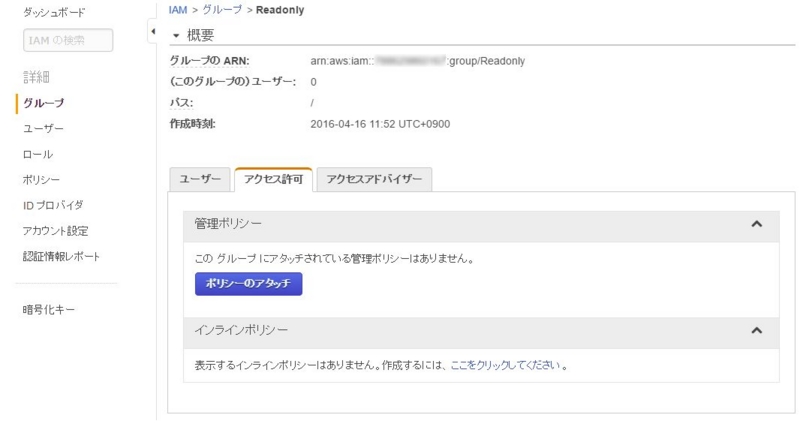 ダッシュボード
IAM の検索
詳細
グループ
ユーザー
ロール
ポリシー
ID プロバイダ
アカウント設定
認証情報レポート
暗号化キー
IAM > グループ > Readonly
概要
グループの ARN: arn:aws:iam:: :group/Readonly
(このグループの) ユーザー: 0
パス: /
作成時刻: 2016-04-16 11:52 UTC+0900
ユーザー アクセス許可 アクセスアドバイザー
管理ポリシー
この グループ にアタッチされている管理ポリシーはありません。
ポリシーのアタッチ
インラインポリシー
表示するインラインポリシーはありません。作成するには、ここをクリックしてください。